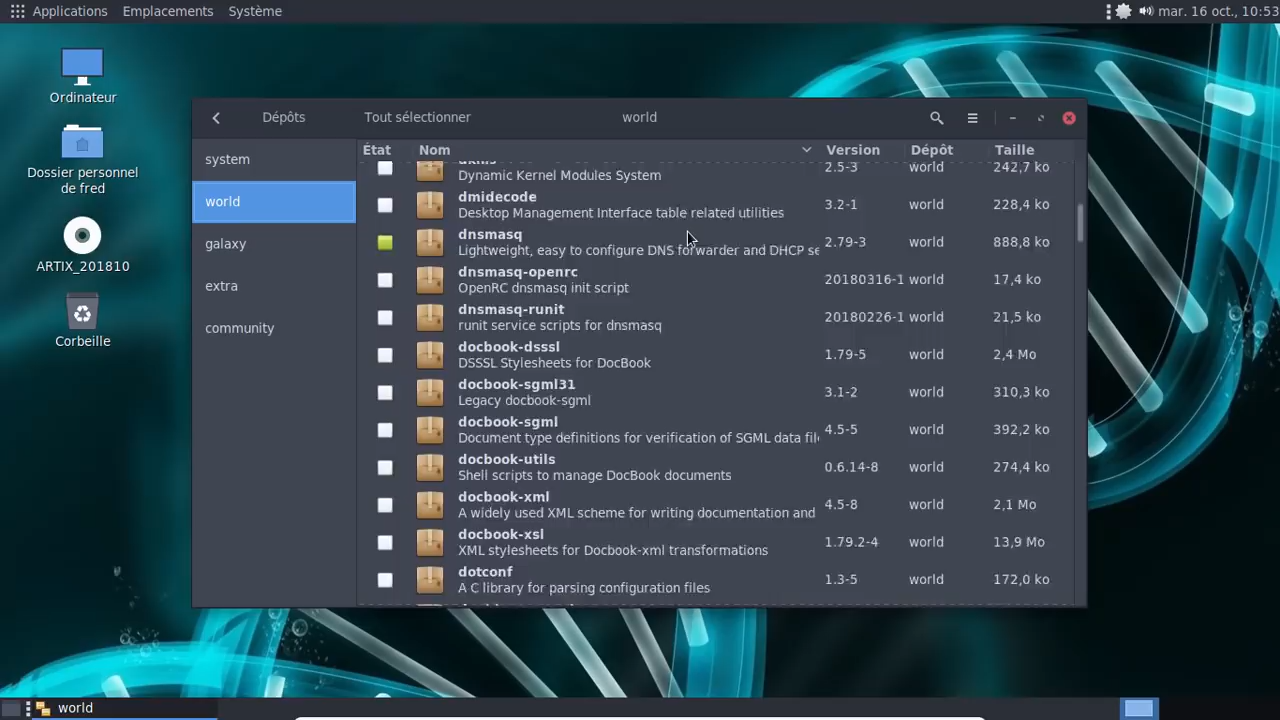 Applications Emplacements Système
mar. 16 oct., 10:53
Ordinateur
Dossier personnel
de fred
ARTIX_201810
Corbeille
Dépôts Tout sélectionner world
system
world
galaxy
extra
community
État Nom Version Dépôt Taille
2.5-3 world 242,7 ko
Dynamic Kernel Modules System
dmidecode
Desktop Management Interface table related utilities
3.2-1 world 228,4 ko
dnsmasq
Lightweight, easy to configure DNS forwarder and DHCP se
2.79-3 world 888,8 ko
dnsmasq-openrc
OpenRC dnsmasq init script
20180316-1 world 17,4 ko
dnsmasq-runit
runit service scripts for dnsmasq
20180226-1 world 21,5 ko
docbook-dsssl
DSSSL Stylesheets for DocBook
1.79-5 world 2,4 Mo
docbook-sgml31
Legacy docbook-sgml
3.1-2 world 310,3 ko
docbook-sgml
Document type definitions for verification of SGML data fil
4.5-5 world 392,2 ko
docbook-utils
Shell scripts to manage DocBook documents
0.6.14-8 world 274,4 ko
docbook-xml
A widely used XML scheme for writing documentation and
4.5-8 world 2,1 Mo
docbook-xsl
XML stylesheets for Docbook-xml transformations
1.79.2-4 world 13,9 Mo
dotconf
A C library for parsing configuration files
1.3-5 world 172,0 ko
world